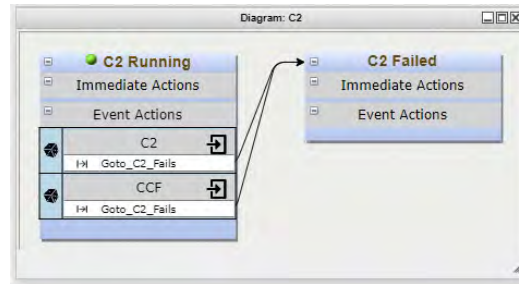 Diagram: C2
C2 Running
Immediate Actions
Event Actions
C2
Goto_C2_Fails
CCF
Goto_C2_Fails
C2 Failed
Immediate Actions
Event Actions